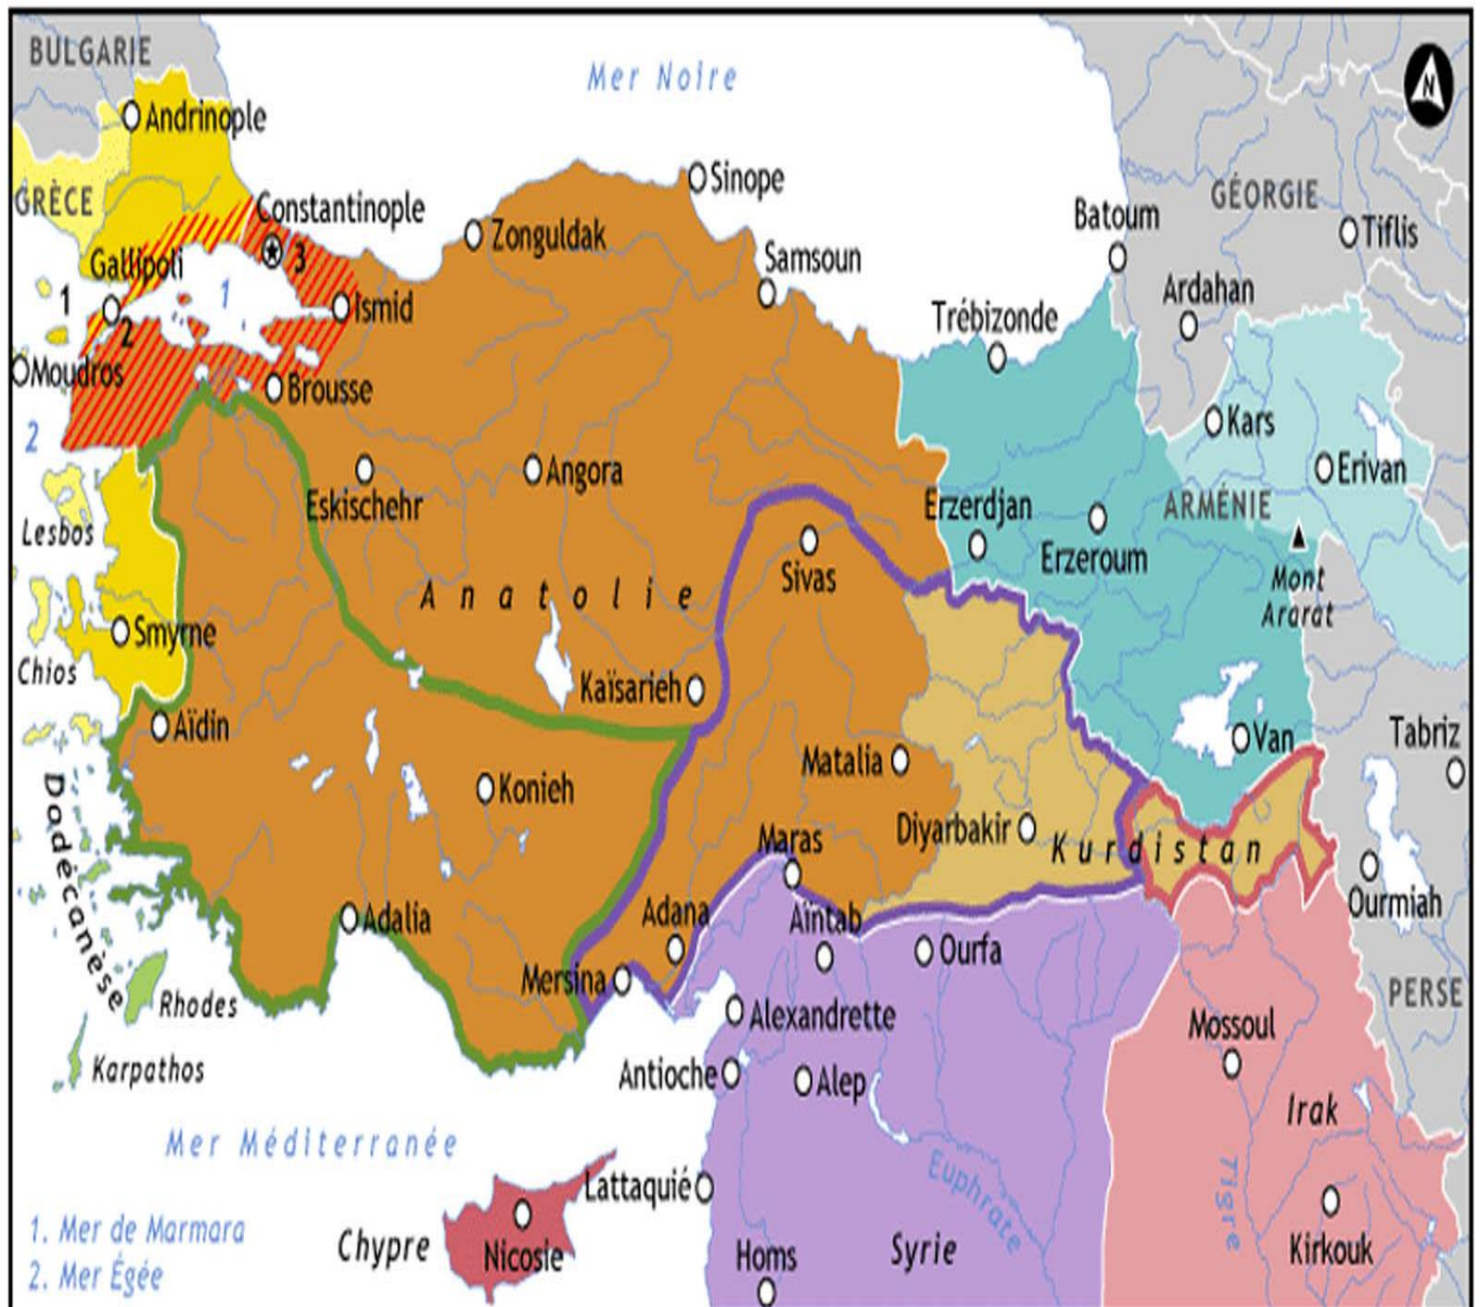 BULGARIE
Mer Noire
N
Andrinople
GRÈCE
Constantinople
Sinope
GÉORGIE
Batoum
Tiflis
Zonguldak
Gallipoli
3
1
1
Samsoun
Ardahan
2
Ismid
Trébizonde
Moudros
Brousse
2
Kars
Eskischehr
Angora
Erivan
Lesbos
Erzerdjan
ARMÉNIE
Erzeroum
Sivas
Mont
Ararat
Anatolie
Smyrne
Chios
Kaïsarieh
Aïdin
Van
Tabriz
Matalia
Konieh
Diyarbakir
Kurdistan
Dadécanèse
Maras
Ourmiah
Adalia
Adana
Aïntab
Ourfa
Mersina
Rhodes
PERSE
Alexandrette
Mossoul
Karpathos
Antioche
Alep
Irak
Mer Méditerranée
Euphrate
Tigre
Lattaquié
Kirkouk
1. Mer de Marmara
2. Mer Égée
Chypre
Nicosie
Homs
Syrie